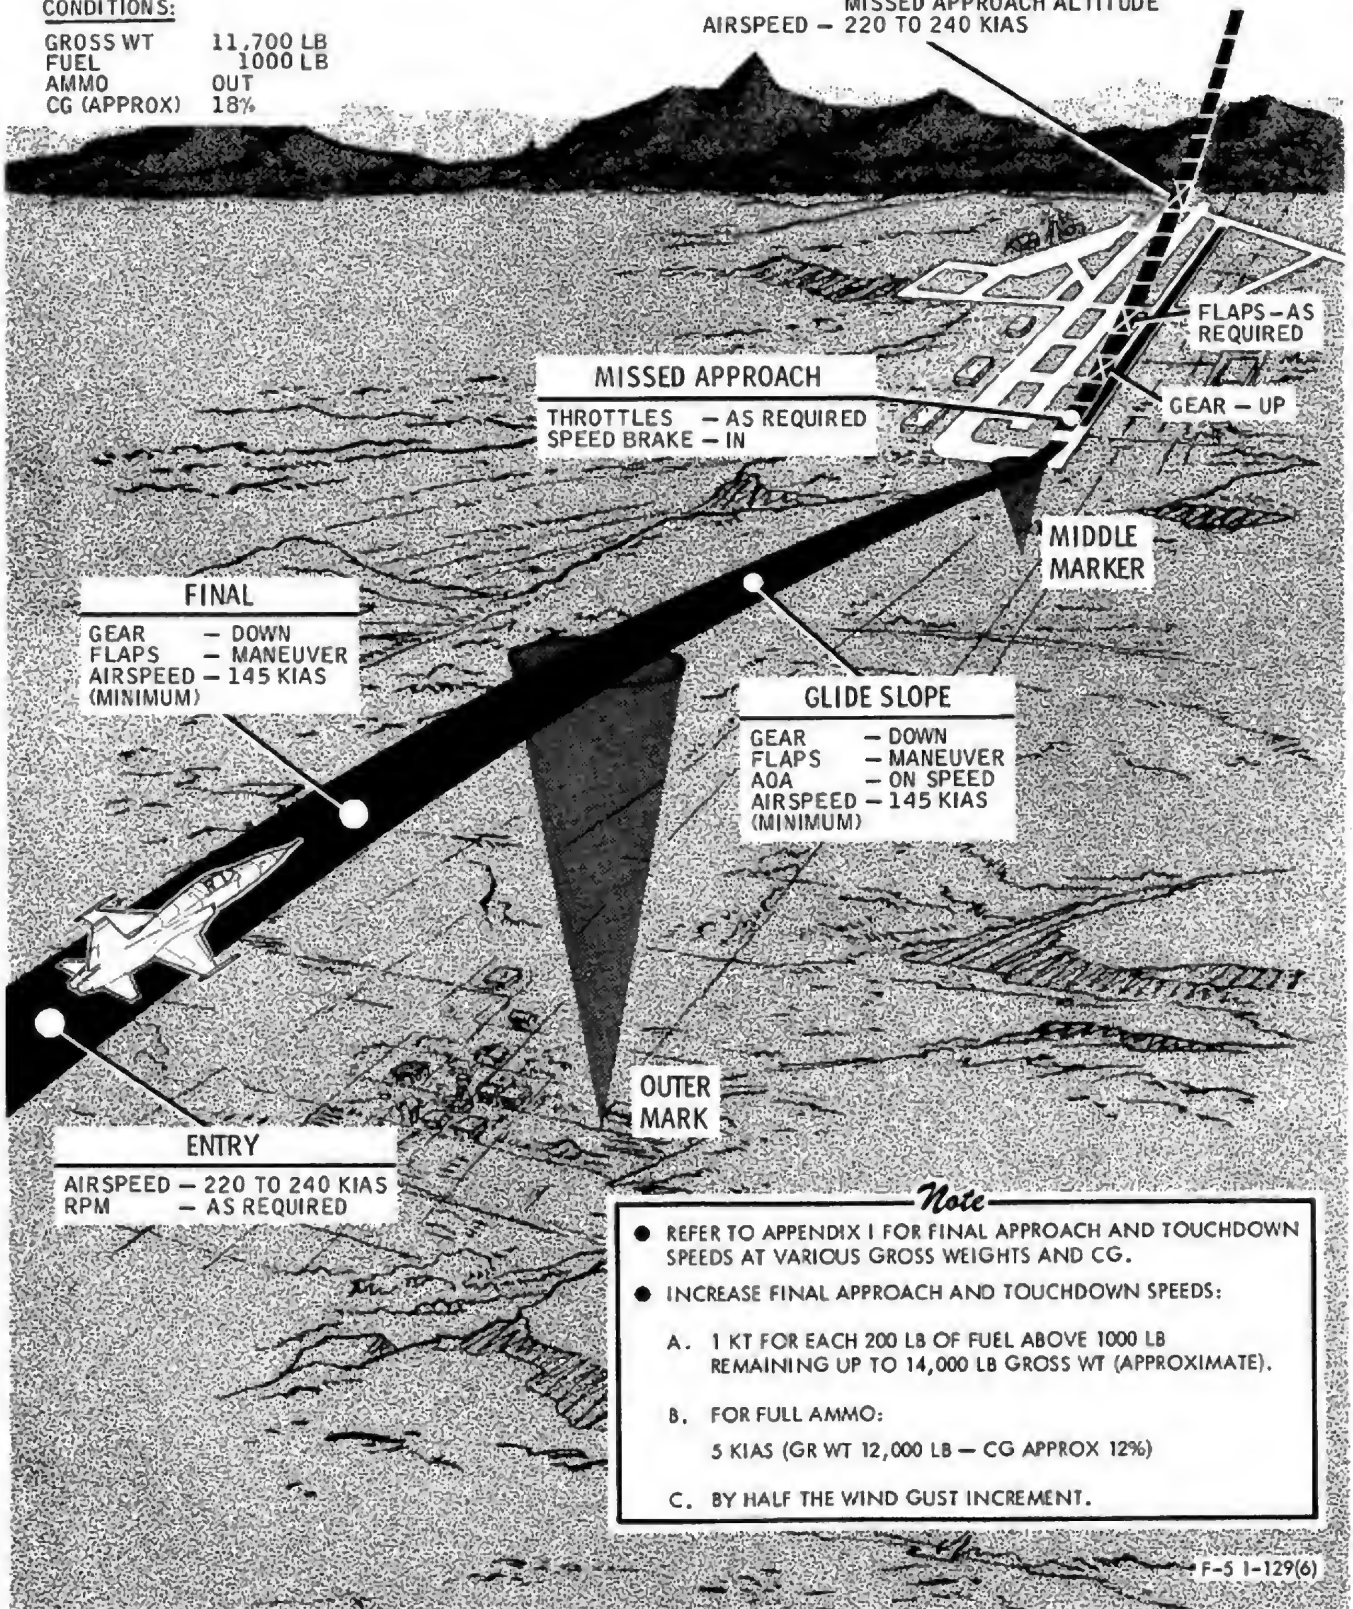 CONDITIONS:
GROSS WT 11,700 LB
FUEL 1000 LB
AMMO OUT
CG (APPROX) 18%
MISSED APPROACH ALTITUDE
AIRSPEED — 220 TO 240 KIAS
FLAPS—AS
REQUIRED
GEAR — UP
MISSED APPROACH
THROTTLES — AS REQUIRED
SPEED BRAKE — IN
MIDDLE
MARKER
FINAL
GEAR — DOWN
FLAPS — MANEUVER
AIRSPEED — 145 KIAS
(MINIMUM)
GLIDE SLOPE
GEAR — DOWN
FLAPS — MANEUVER
AOA — ON SPEED
AIRSPEED — 145 KIAS
(MINIMUM)
OUTER
MARK
ENTRY
AIRSPEED — 220 TO 240 KIAS
RPM — AS REQUIRED
Note
● REFER TO APPENDIX I FOR FINAL APPROACH AND TOUCHDOWN
SPEEDS AT VARIOUS GROSS WEIGHTS AND CG.
● INCREASE FINAL APPROACH AND TOUCHDOWN SPEEDS:
A. 1 KT FOR EACH 200 LB OF FUEL ABOVE 1000 LB
REMAINING UP TO 14,000 LB GROSS WT (APPROXIMATE).
B. FOR FULL AMMO:
5 KIAS (GR WT 12,000 LB — CG APPROX 12%)
C. BY HALF THE WIND GUST INCREMENT.
F-5 1-129(6)